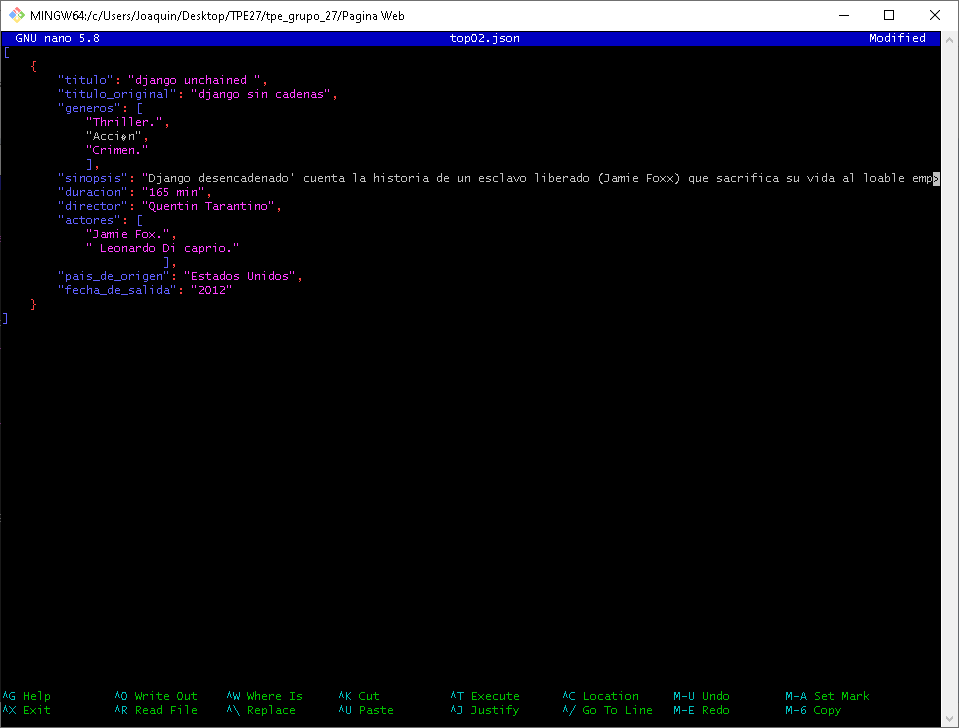 MINGW64:/c/Users/Joaquin/Desktop/TPE27/tpe_grupo_27/Pagina Web
GNU nano 5.8 top02.json Modified
[
{
"titulo": "django unchained ",
"titulo_original": "django sin cadenas",
"generos": [
"Thriller.",
"Acci�n",
"Crimen."
],
"sinopsis": "Django desencadenado' cuenta la historia de un esclavo liberado (Jamie Foxx) que sacrifica su vida al loable emp>
"duracion": "165 min",
"director": "Quentin Tarantino",
"actores": [
"Jamie Fox.",
" Leonardo Di caprio."
],
"pais_de_origen": "Estados Unidos",
"fecha_de_salida": "2012"
}
]
^G Help ^O Write Out ^W Where Is ^K Cut ^T Execute ^C Location M-U Undo M-A Set Mark
^X Exit ^R Read File ^\ Replace ^U Paste ^J Justify ^/ Go To Line M-E Redo M-6 Copy